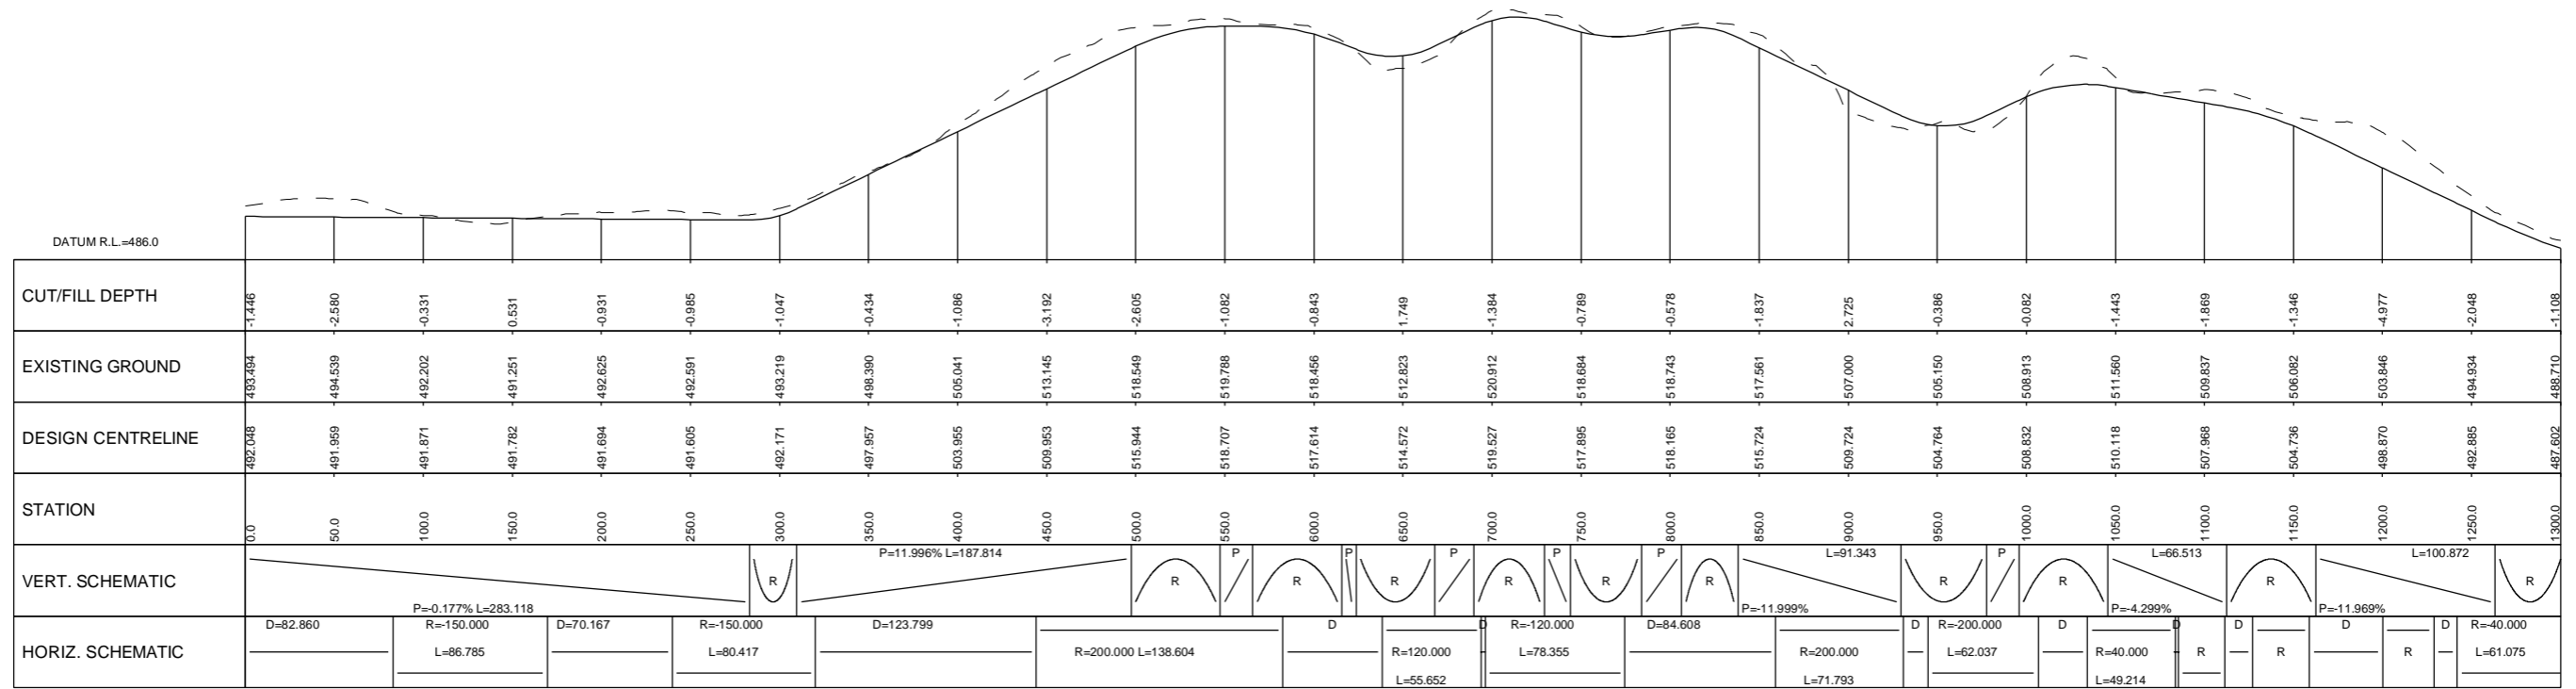 DATUM R.L.=486.0
CUT/FILL DEPTH -1.446 -2.580 -0.331 0.531 -0.931 -0.985 -1.047 -0.434 -1.086 -3.192 -2.605 -1.082 -0.843 1.749 -1.384 -0.789 -0.578 -1.837 2.725 -0.386 -0.082 -1.443 -1.869 -1.346 -4.977 -2.048 -1.108
EXISTING GROUND 493.494 494.539 492.202 491.251 492.625 492.591 493.219 498.390 505.041 513.145 518.549 519.788 518.456 512.823 520.912 518.684 518.743 517.561 507.000 505.150 508.913 511.560 509.837 506.082 503.846 494.934 488.710
DESIGN CENTRELINE 492.048 491.959 491.871 491.782 491.694 491.605 492.171 497.957 503.955 509.953 515.944 518.707 517.614 514.572 519.527 517.895 518.165 515.724 509.724 504.764 508.832 510.118 507.968 504.736 498.870 492.885 487.602
STATION 0.0 50.0 100.0 150.0 200.0 250.0 300.0 350.0 400.0 450.0 500.0 550.0 600.0 650.0 700.0 750.0 800.0 850.0 900.0 950.0 1000.0 1050.0 1100.0 1150.0 1200.0 1250.0 1300.0
P=11.996% L=187.814 P P P P P L=91.343 P L=66.513 L=100.872
VERT. SCHEMATIC R R R R R R R R R R R R
P=-0.177% L=283.118 P=-11.999% P=-4.299% P=-11.969%
D=82.860 R=-150.000 D=70.167 R=-150.000 D=123.799 D D R=-120.000 D=84.608 D R=-200.000 D D D D D R=-40.000
HORIZ. SCHEMATIC L=86.785 L=80.417 R=200.000 L=138.604 R=120.000 L=78.355 R=200.000 L=62.037 R=40.000 R R R L=61.075
L=55.652 L=71.793 L=49.214